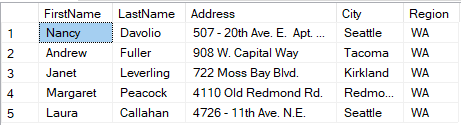 FirstName LastName Address City Region
1 Nancy Davolio 507 - 20th Ave. E. Apt. ... Seattle WA
2 Andrew Fuller 908 W. Capital Way Tacoma WA
3 Janet Leverling 722 Moss Bay Blvd. Kirkland WA
4 Margaret Peacock 4110 Old Redmond Rd. Redmo... WA
5 Laura Callahan 4726 - 11th Ave. N.E. Seattle WA